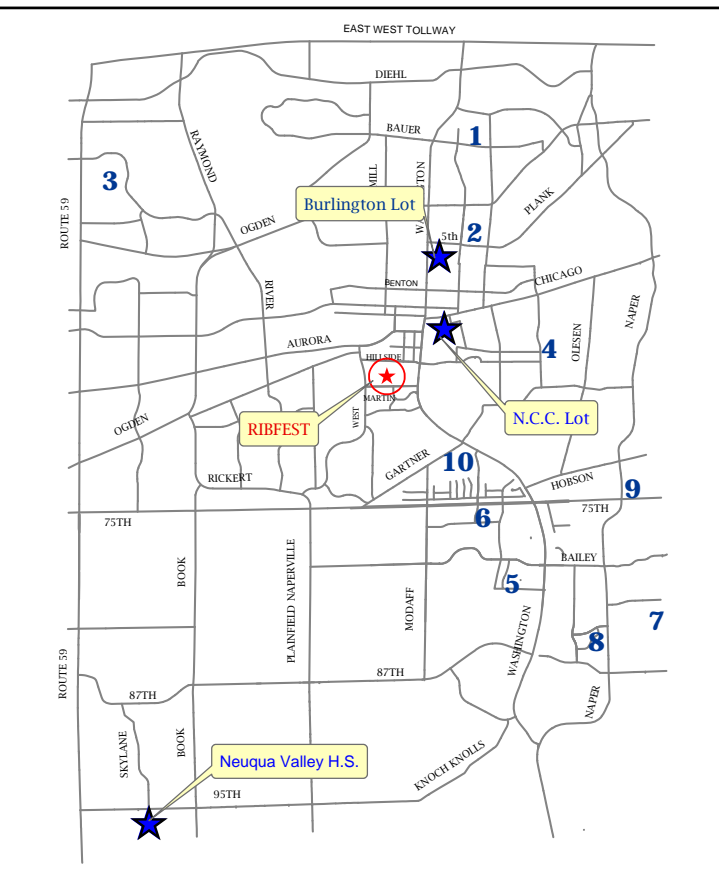 EAST WEST TOLLWAY
DIEHL
BAUER
1
RAYMOND
MILL
WASHINGTON
3
PLANK
Burlington Lot
ROUTE 59
OGDEN
5th
2
BENTON
CHICAGO
RIVER
NAPER
AURORA
OLESEN
4
HILLSIDE
MARTIN
WEST
N.C.C. Lot
RIBFEST
OGDEN
GARTNER
10
RICKERT
HOBSON
9
75TH
75TH
6
BAILEY
BOOK
PLAINFIELD NAPERVILLE
MODAFF
5
WASHINGTON
7
8
ROUTE 59
87TH
87TH
NAPER
SKYLANE
BOOK
Neuqua Valley H.S.
KNOCH KNOLLS
95TH